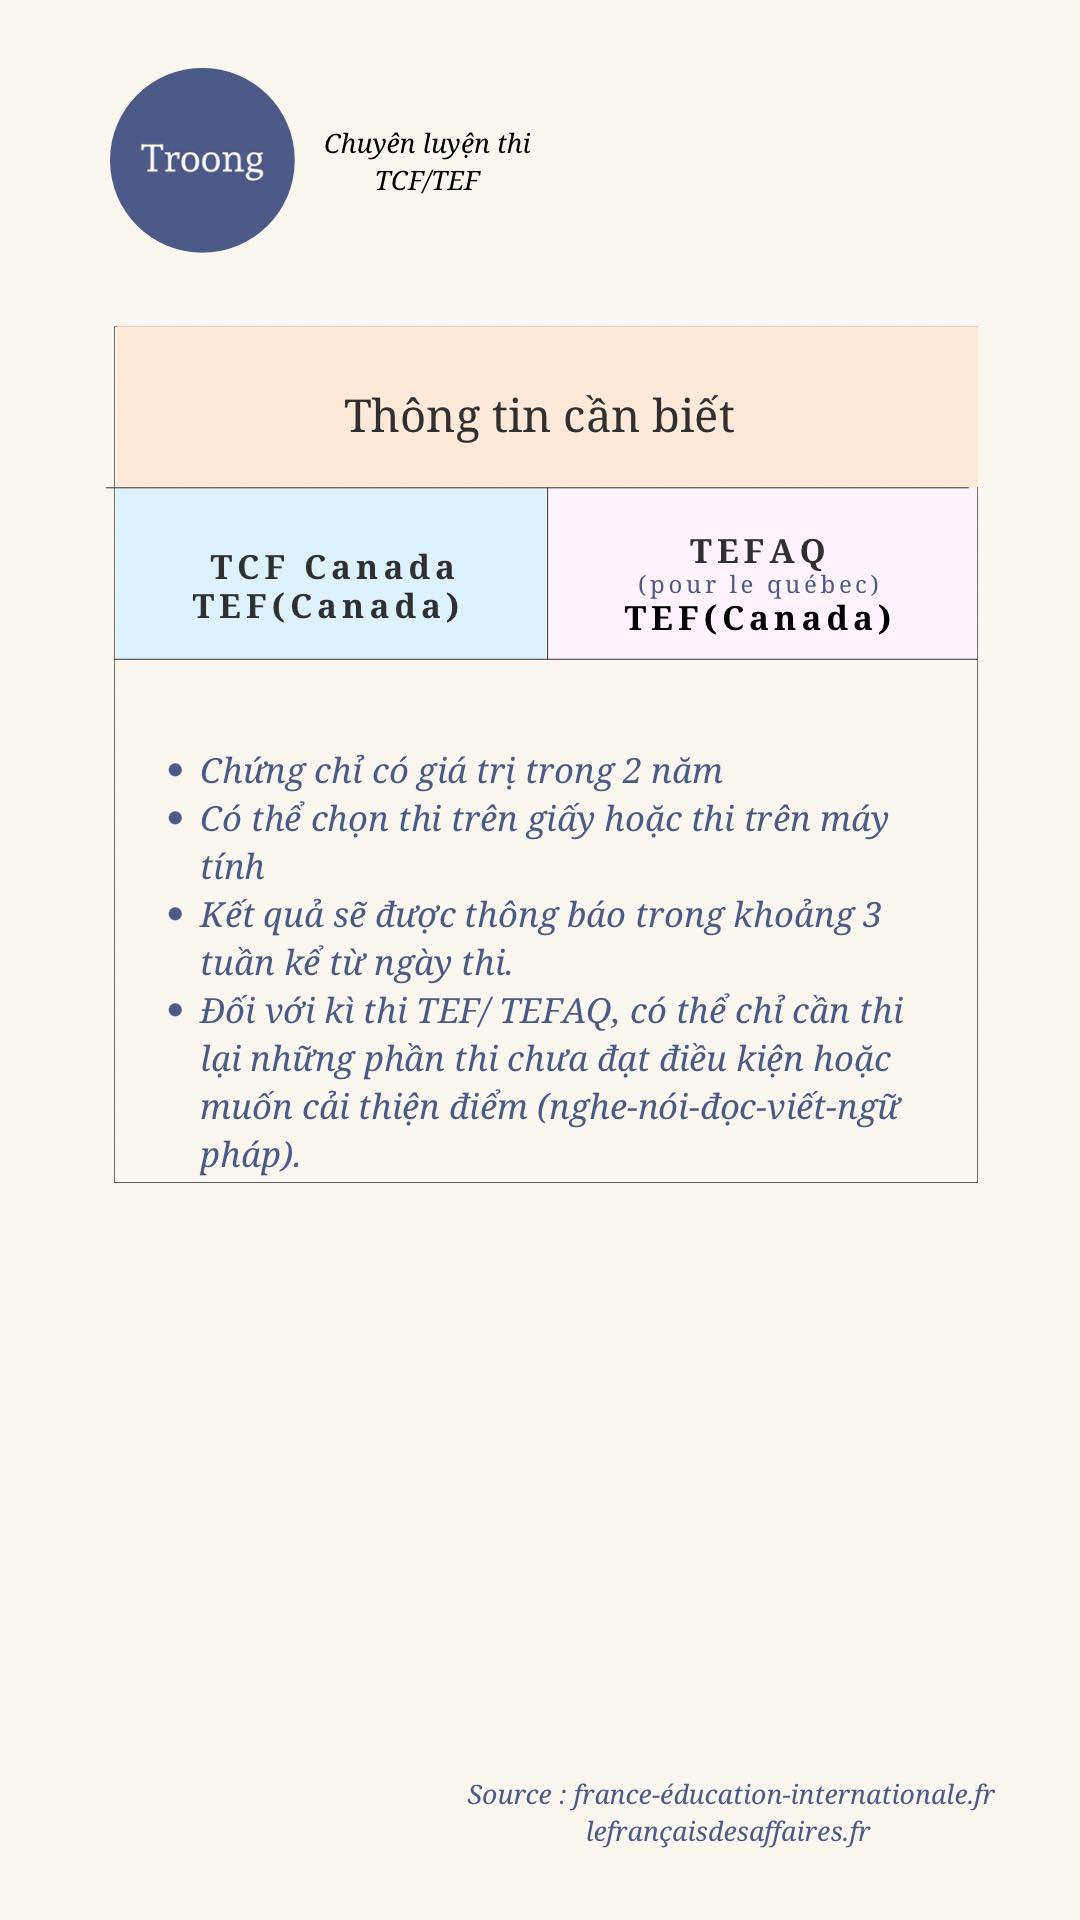 Troong
Chuyên luyện thi
TCF/TEF
Thông tin cần biết
TCF Canada
TEF(Canada)
TEFAQ
(pour le québec)
TEF(Canada)
• Chứng chỉ có giá trị trong 2 năm
• Có thể chọn thi trên giấy hoặc thi trên máy
tính
• Kết quả sẽ được thông báo trong khoảng 3
tuần kể từ ngày thi.
• Đối với kì thi TEF/ TEFAQ, có thể chỉ cần thi
lại những phần thi chưa đạt điều kiện hoặc
muốn cải thiện điểm (nghe-nói-đọc-viết-ngữ
pháp).
Source : france-éducation-internationale.fr
lefrançaisdesaffaires.fr